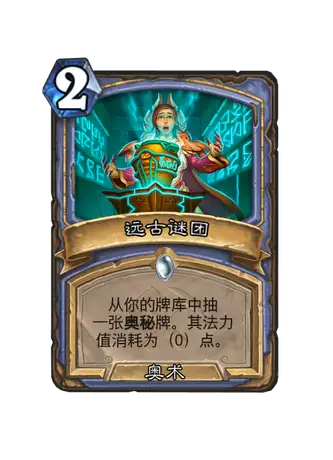 2
远古谜团
从你的牌库中抽
一张奥秘牌。其法力
值消耗为（0）点。
奥术